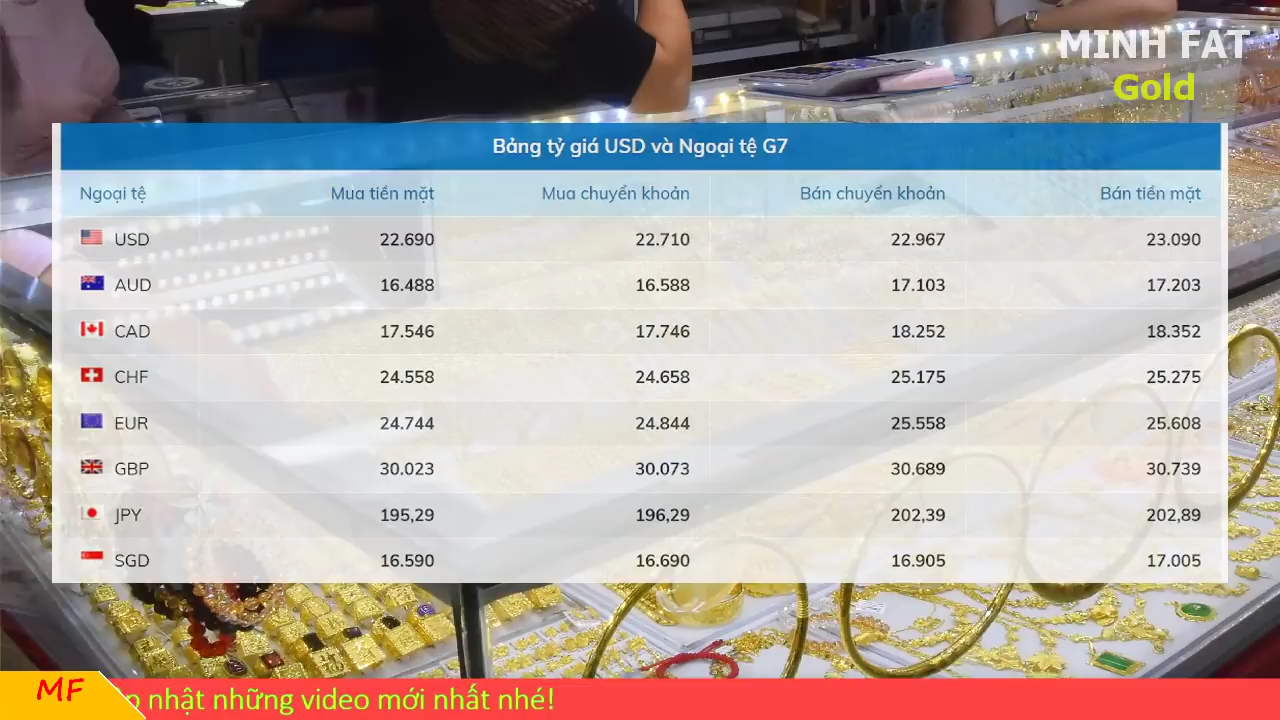 MINH FAT
Gold
Bảng tỷ giá USD và Ngoại tệ G7
Ngoại tệ Mua tiền mặt Mua chuyển khoản Bán chuyển khoản Bán tiền mặt
USD 22.690 22.710 22.967 23.090
AUD 16.488 16.588 17.103 17.203
CAD 17.546 17.746 18.252 18.352
CHF 24.558 24.658 25.175 25.275
EUR 24.744 24.844 25.558 25.608
GBP 30.023 30.073 30.689 30.739
JPY 195,29 196,29 202,39 202,89
SGD 16.590 16.690 16.905 17.005
MF nhật những video mới nhất nhé!